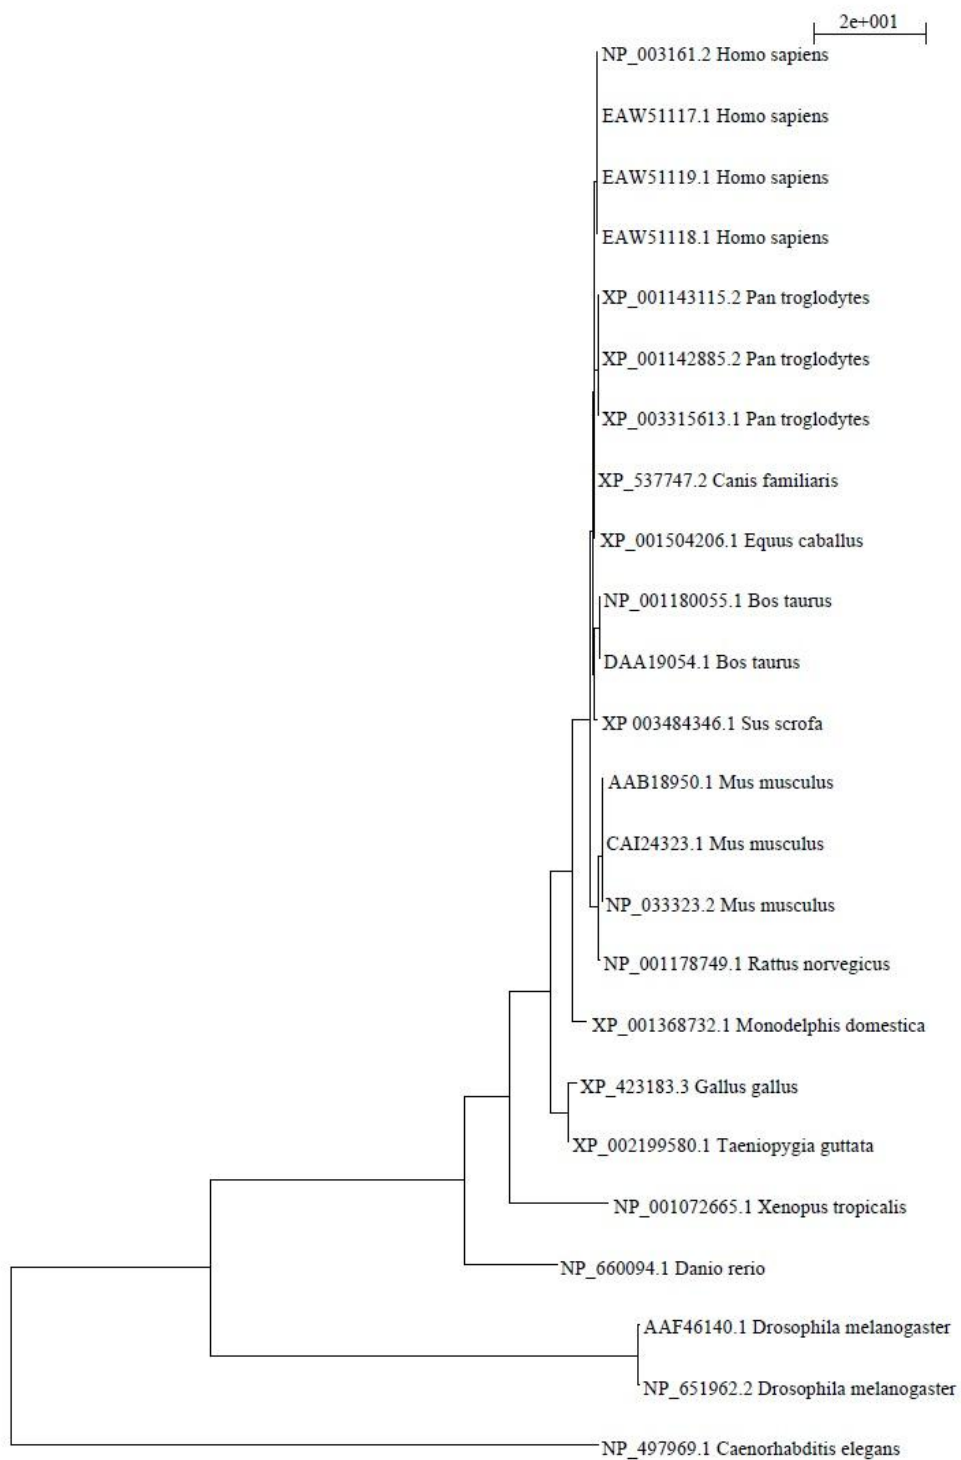 2e+001
NP_003161.2 Homo sapiens
EAW51117.1 Homo sapiens
EAW51119.1 Homo sapiens
EAW51118.1 Homo sapiens
XP_001143115.2 Pan troglodytes
XP_001142885.2 Pan troglodytes
XP_003315613.1 Pan troglodytes
XP_537747.2 Canis familiaris
XP_001504206.1 Equus caballus
NP_001180055.1 Bos taurus
DAA19054.1 Bos taurus
XP 003484346.1 Sus scrofa
AAB18950.1 Mus musculus
CAI24323.1 Mus musculus
NP_033323.2 Mus musculus
NP_001178749.1 Rattus norvegicus
XP_001368732.1 Monodelphis domestica
XP_423183.3 Gallus gallus
XP_002199580.1 Taeniopygia guttata
NP_001072665.1 Xenopus tropicalis
NP_660094.1 Danio rerio
AAF46140.1 Drosophila melanogaster
NP_651962.2 Drosophila melanogaster
NP_497969.1 Caenorhabditis elegans